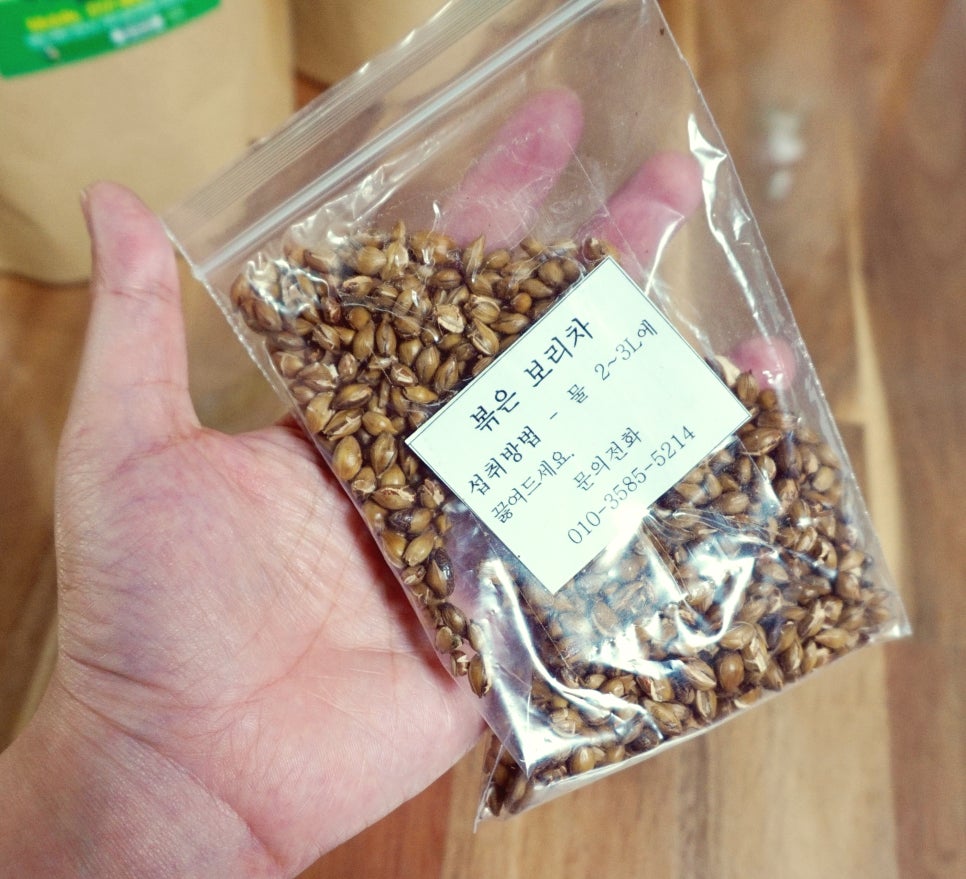 볶은 보리차
섭취방법 - 물 2~3L에
끓여드세요.
문의전화
010-3585-5214